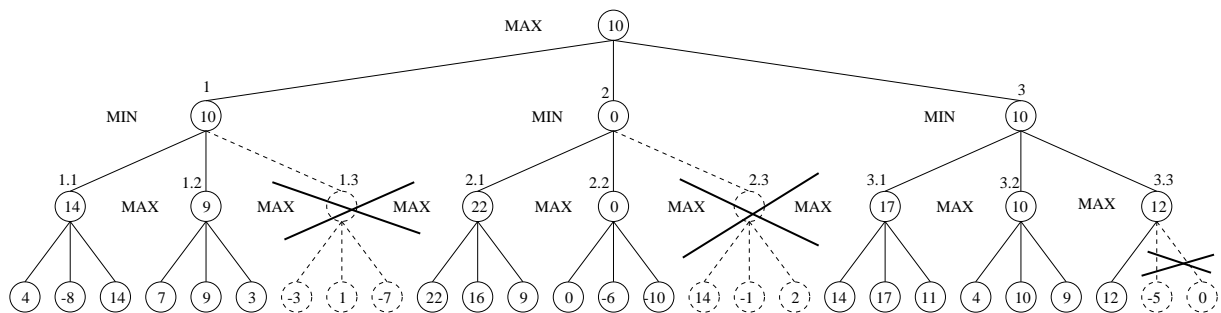 MAX 10
1 2 3
MIN 10 MIN 0 MIN 10
1.1 1.2 1.3 2.1 2.2 2.3 3.1 3.2 3.3
14 MAX 9 MAX MAX 22 MAX 0 MAX MAX 17 MAX 10 MAX 12
4 -8 14 7 9 3 -3 1 -7 22 16 9 0 -6 -10 14 -1 2 14 17 11 4 10 9 12 -5 0